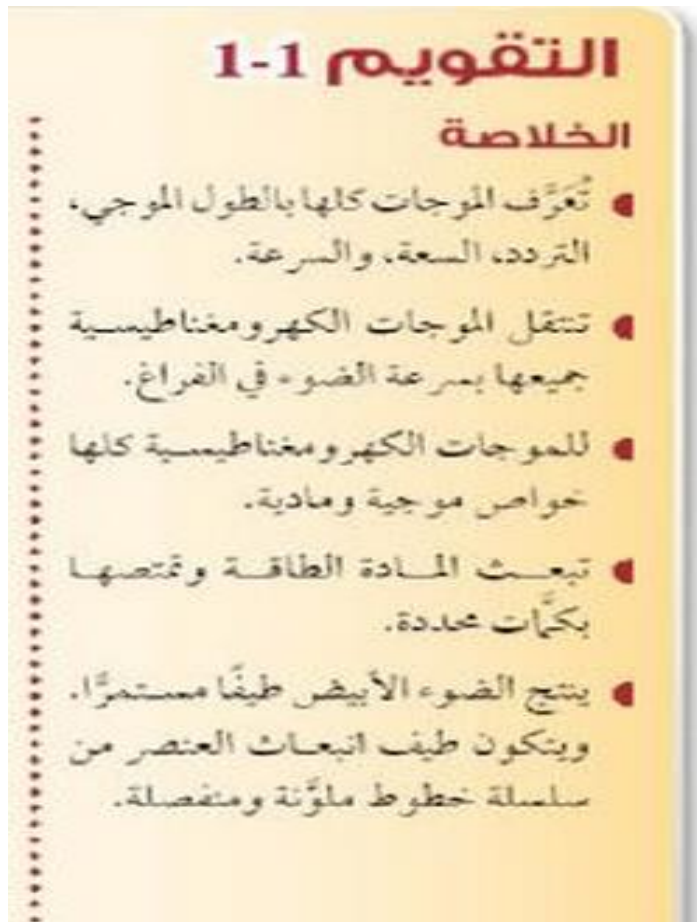 التقويم 1-1
الخلاصة
تُعَرَّف الموجات كلها بالطول الموجي،
التردد، السعة، والسرعة.
تنتقل الموجات الكهرومغناطيسية
جميعها بسرعة الضوء في الفراغ.
للموجات الكهرومغناطيسية كلها
خواص موجية ومادية.
تبعث المادة الطاقة وتمتصها
بكمَّات محددة.
ينتج الضوء الأبيض طيفًا مستمرًّا.
ويتكون طيف انبعاث العنصر من
سلسلة خطوط ملوَّنة ومنفصلة.